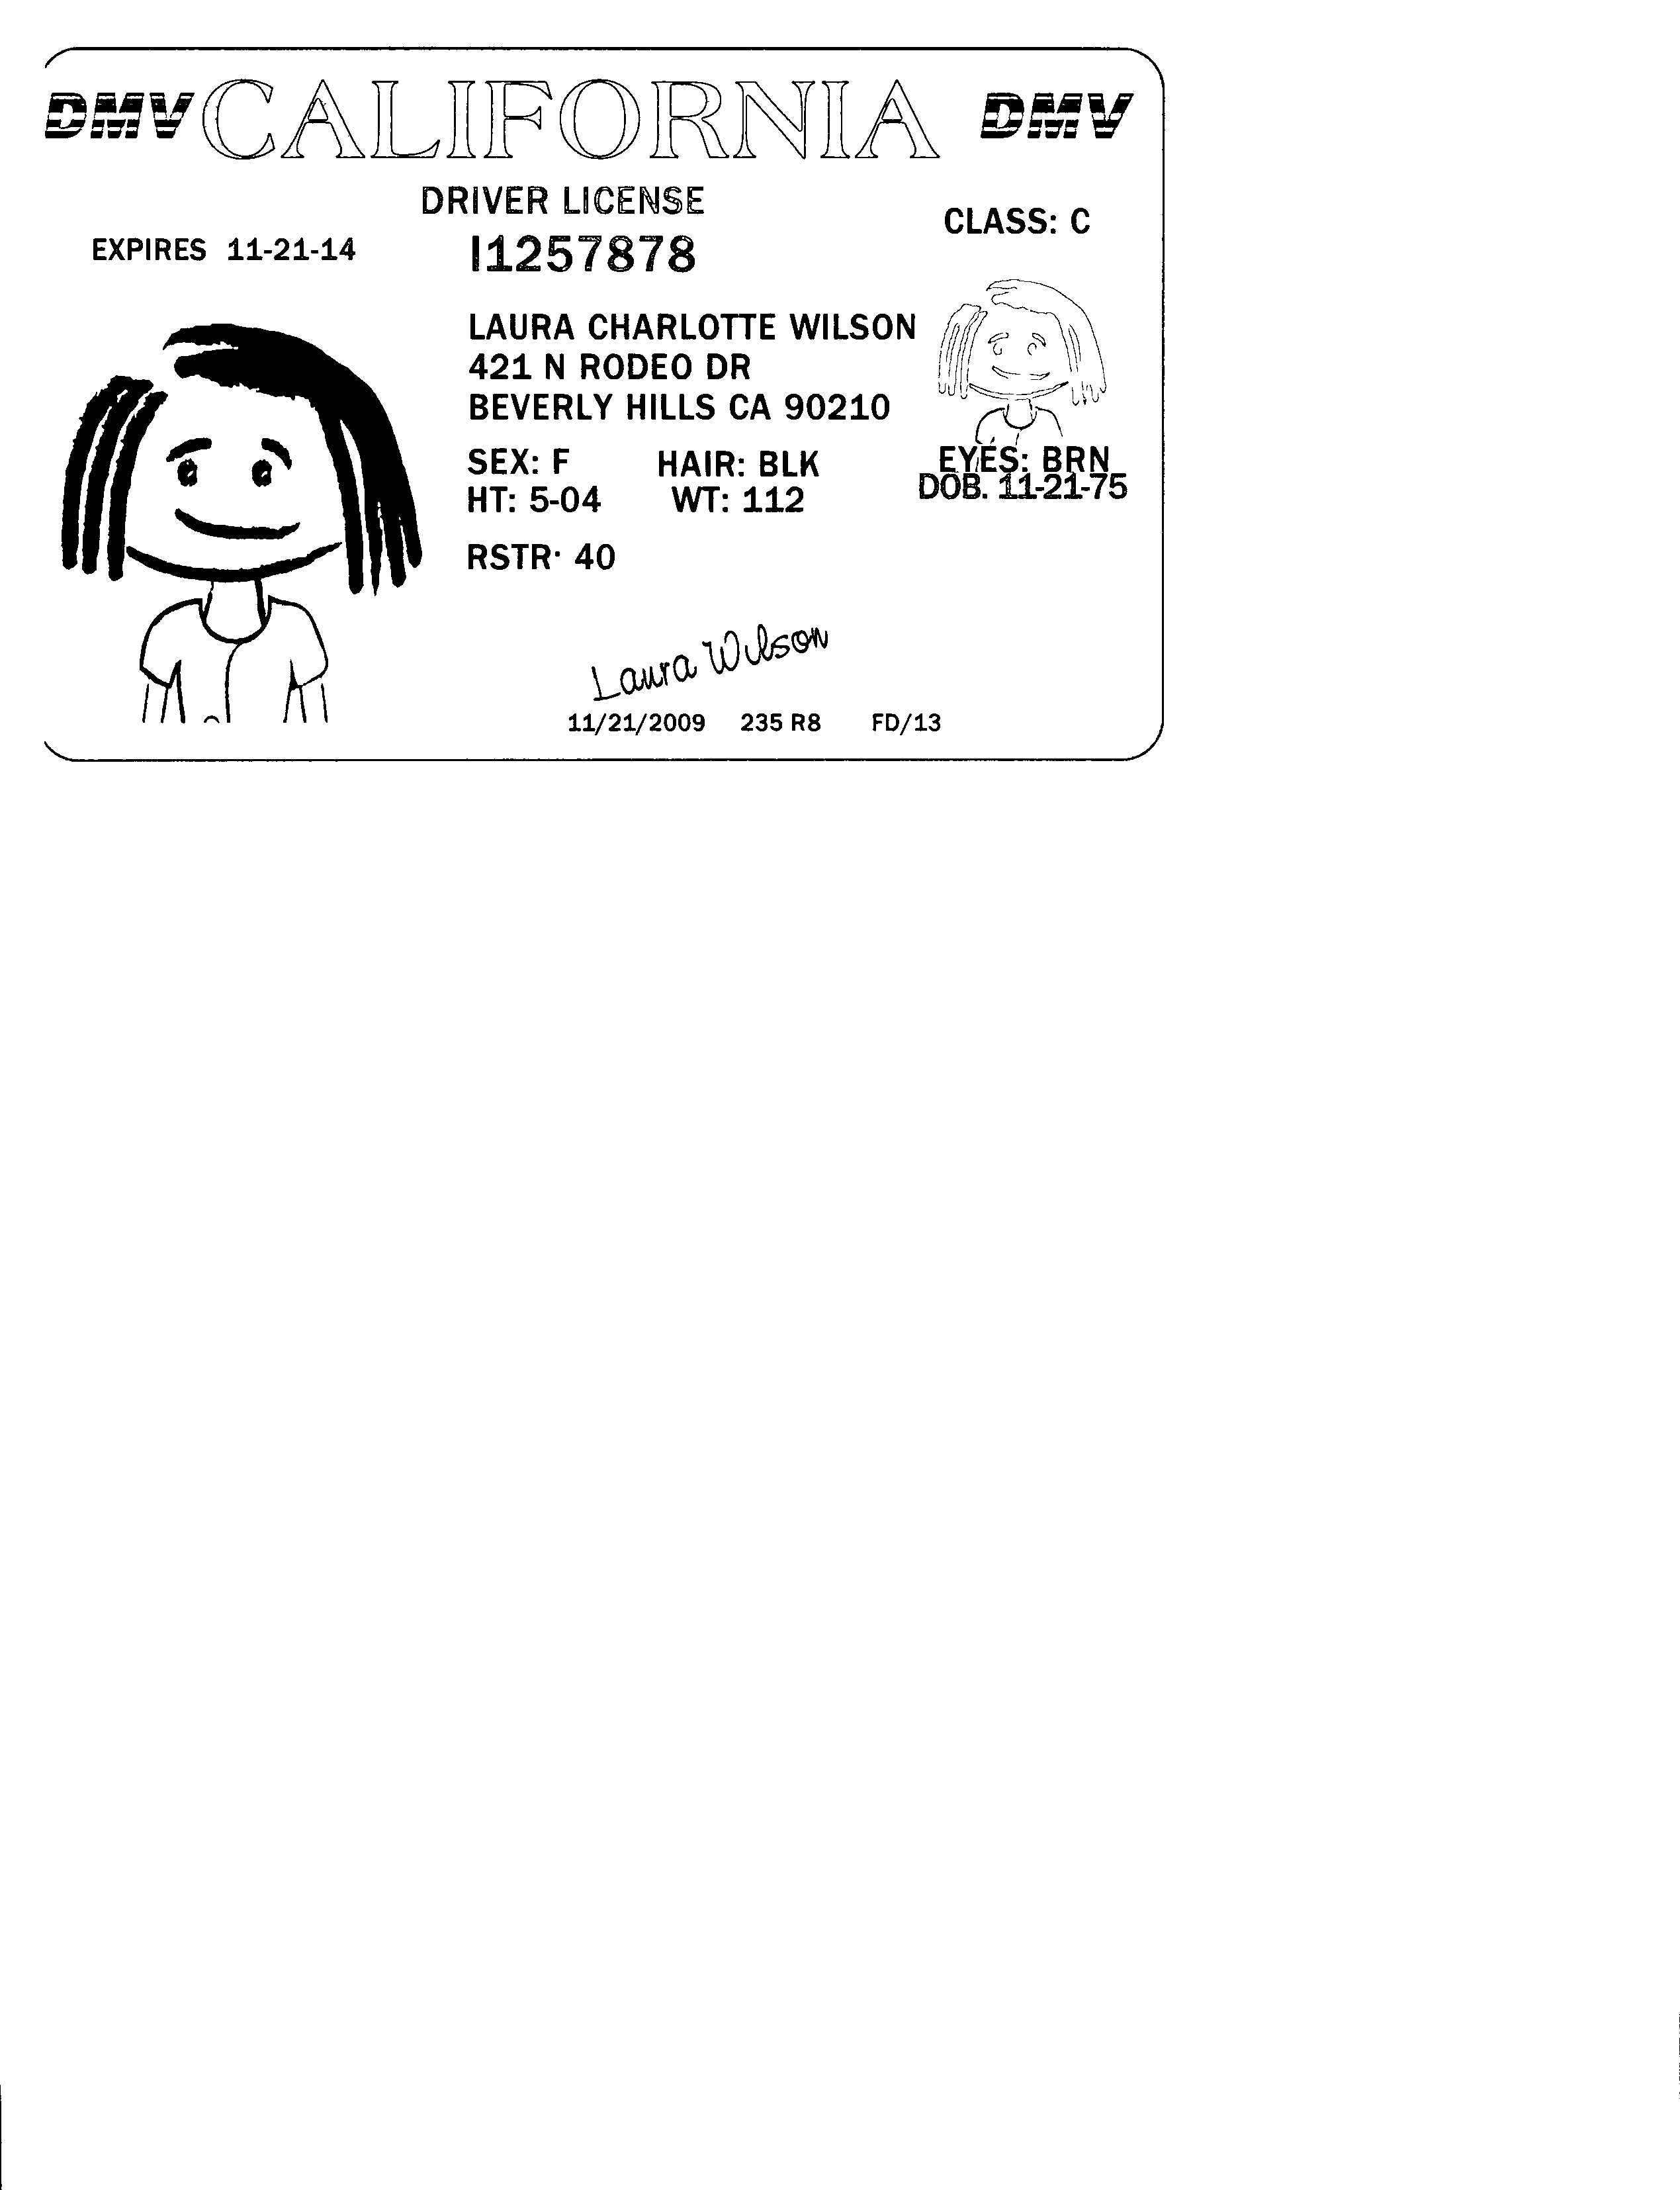 DMV CALIFORNIA DMV
DRIVER LICENSE
CLASS: C
EXPIRES 11-21-14
I1257878
LAURA CHARLOTTE WILSON
421 N RODEO DR
BEVERLY HILLS CA 90210
SEX: F HAIR: BLK EYES: BRN
HT: 5-04 WT: 112 DOB. 11-21-75
RSTR· 40
Laura Wilson
11/21/2009 235 R8 FD/13